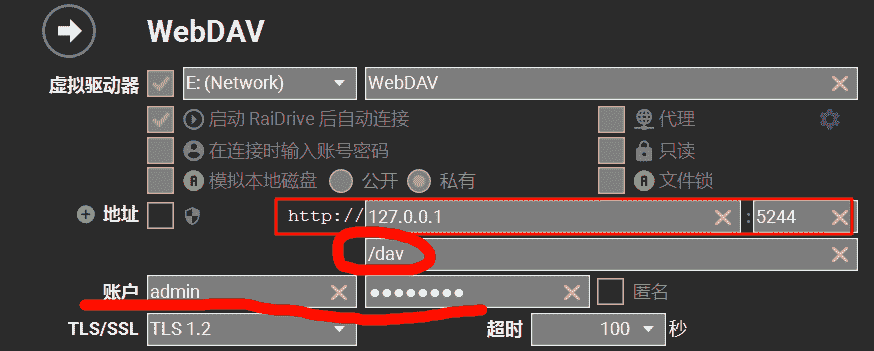 WebDAV
虚拟驱动器 E: (Network) WebDAV
启动 RaiDrive 后自动连接 代理
在连接时输入账号密码 只读
A 模拟本地磁盘 公开 私有 A 文件锁
地址 http:// 127.0.0.1 : 5244
/dav
账户 admin ●●●●●●●● 匿名
TLS/SSL TLS 1.2 超时 100 秒